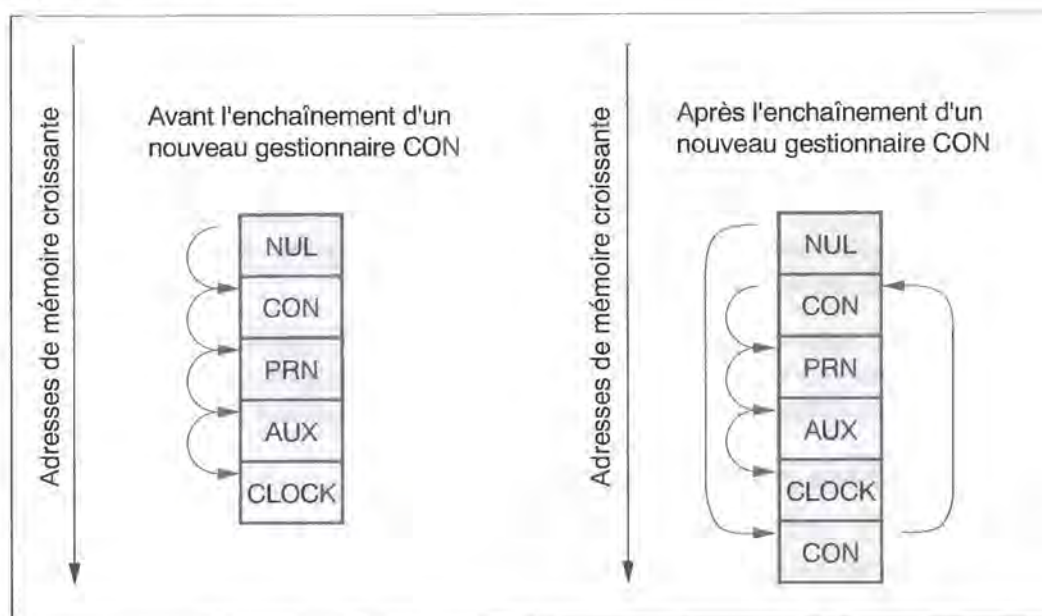 Adresses de mémoire croissante
Avant l'enchaînement d'un
nouveau gestionnaire CON
NUL
CON
PRN
AUX
CLOCK
Adresses de mémoire croissante
Après l'enchaînement d'un
nouveau gestionnaire CON
NUL
CON
PRN
AUX
CLOCK
CON